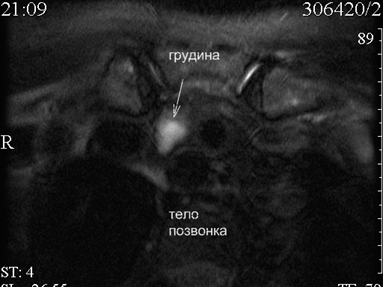 21:09
306420/2
89
грудина
R
тело
позвонка
ST: 4